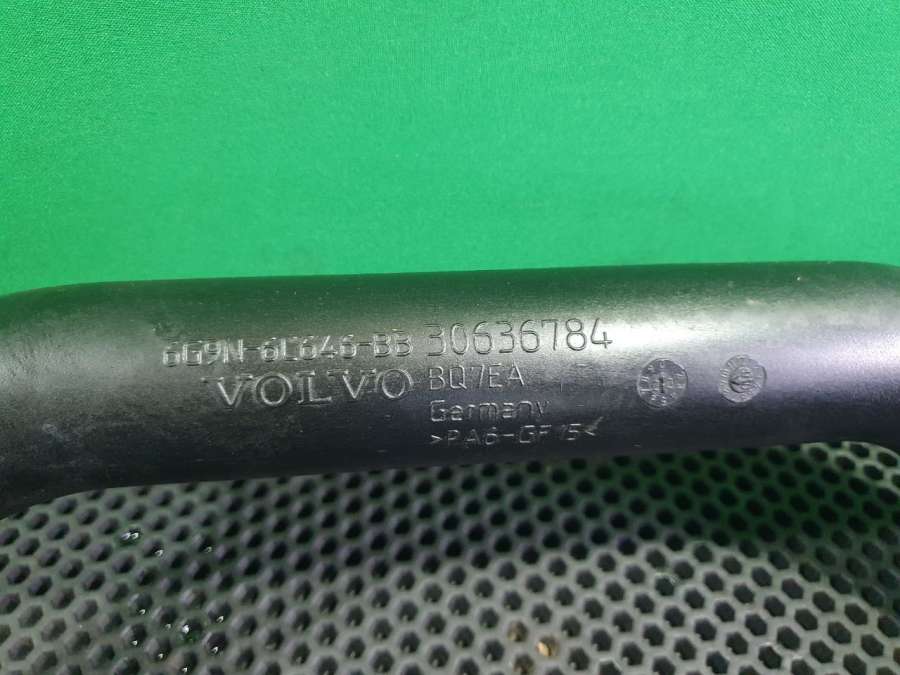 6G9N-6C646-BB 30636784
VOLVO BQ7EA
Germany
>PA6-GF15<